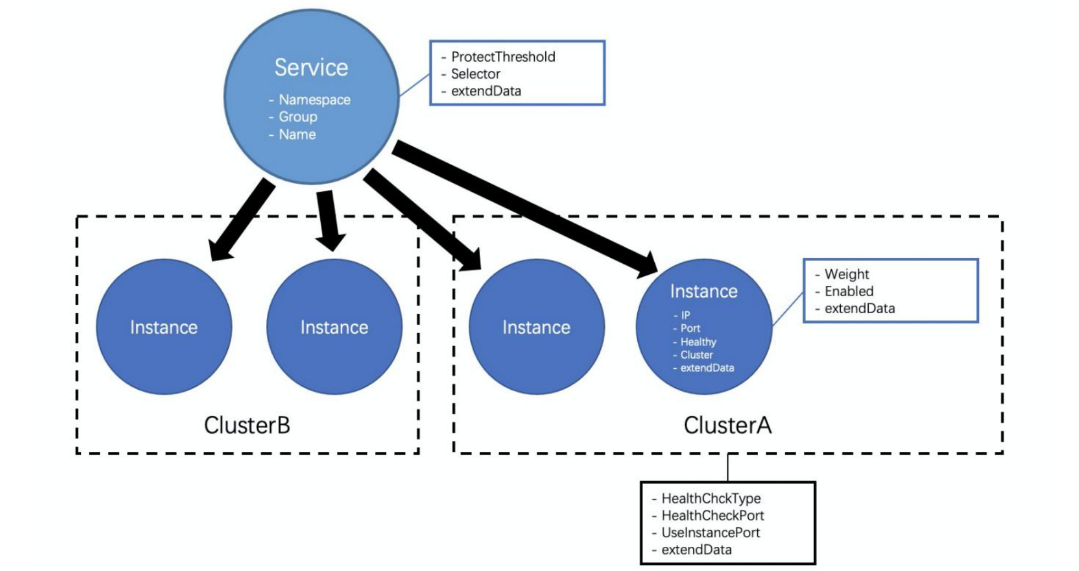 Service
- Namespace
- Group
- Name
- ProtectThreshold
- Selector
- extendData
Instance
Instance
ClusterB
Instance
Instance
- IP
- Port
- Healthy
- Cluster
- extendData
- Weight
- Enabled
- extendData
ClusterA
- HealthChckType
- HealthCheckPort
- UseInstancePort
- extendData